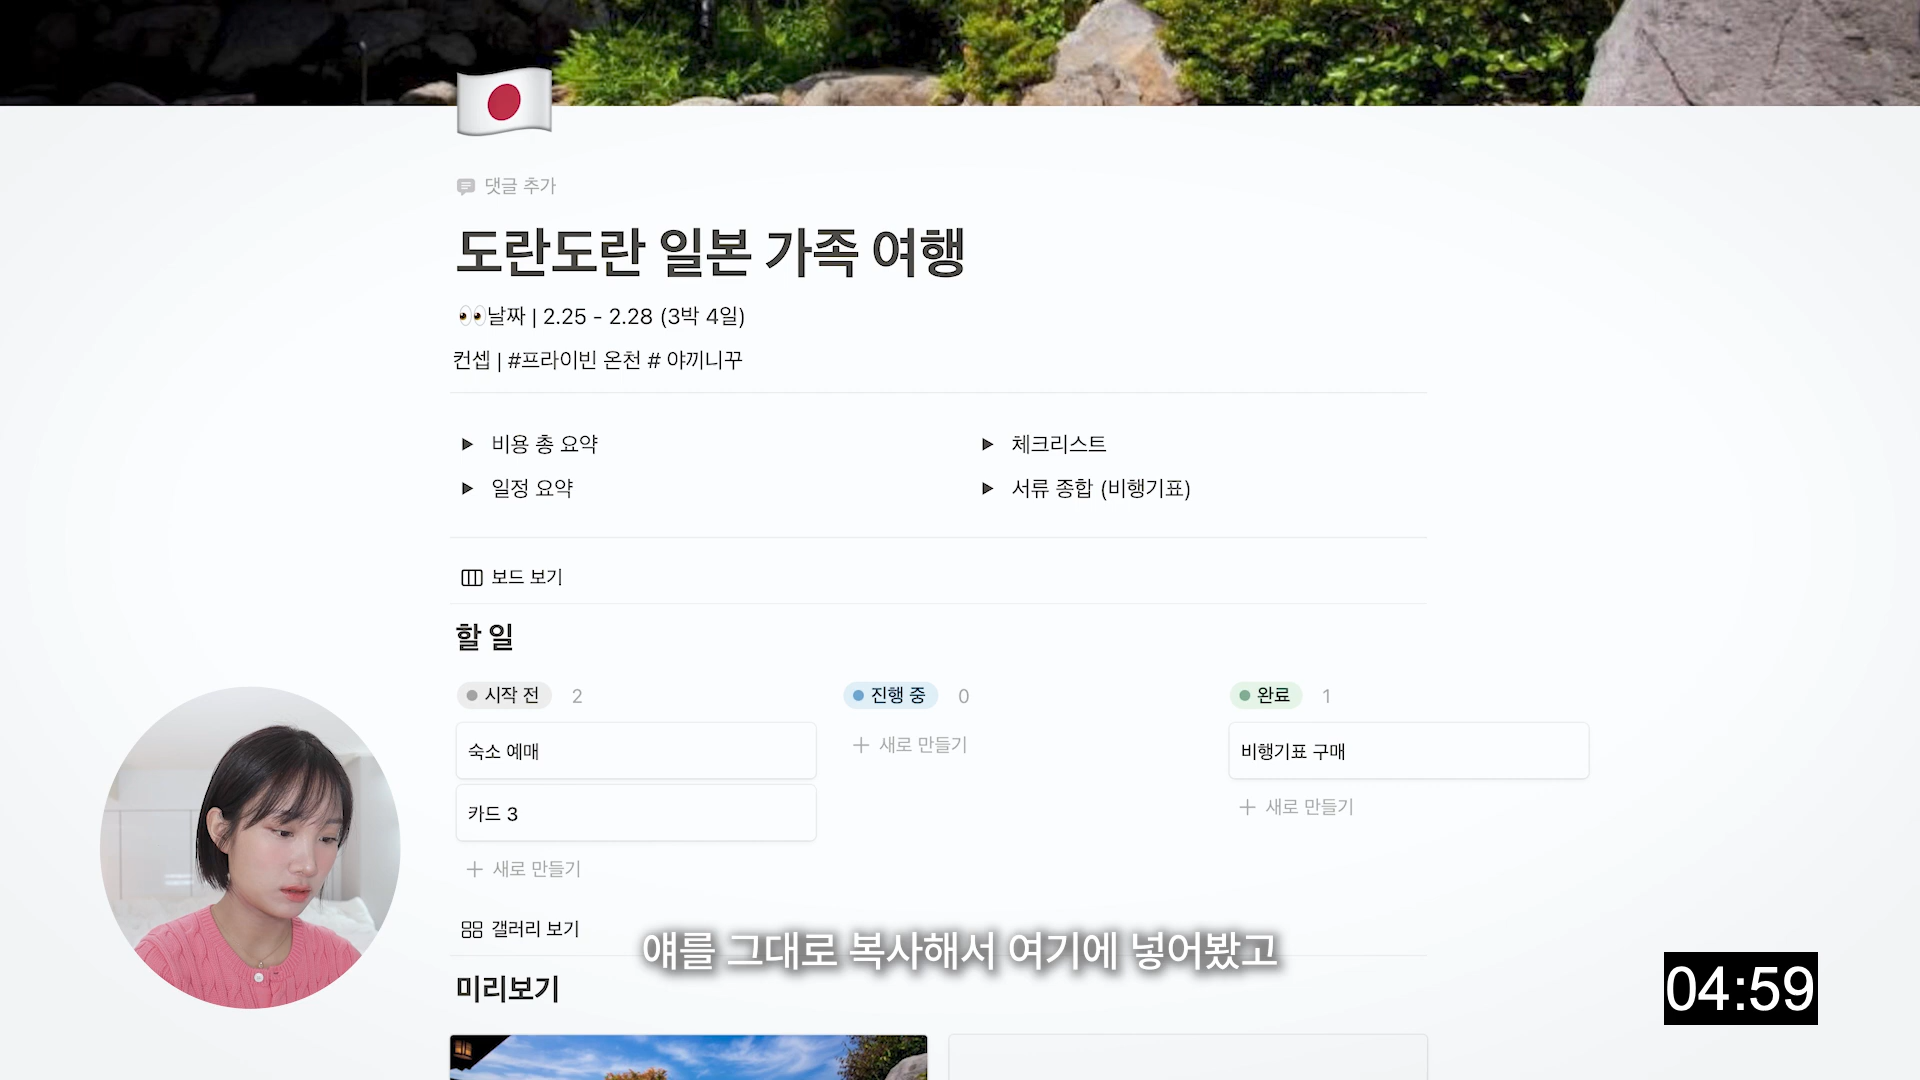 댓글 추가
도란도란 일본 가족 여행
👀날짜 | 2.25 - 2.28 (3박 4일)
컨셉 | #프라이빈 온천 # 야끼니꾸
▶ 비용 총 요약
▶ 일정 요약
▶ 체크리스트
▶ 서류 종합 (비행기표)
보드 보기
할 일
시작 전 2
숙소 예매
카드 3
+ 새로 만들기
진행 중 0
+ 새로 만들기
완료 1
비행기표 구매
+ 새로 만들기
갤러리 보기
미리보기
얘를 그대로 복사해서 여기에 넣어봤고
04:59